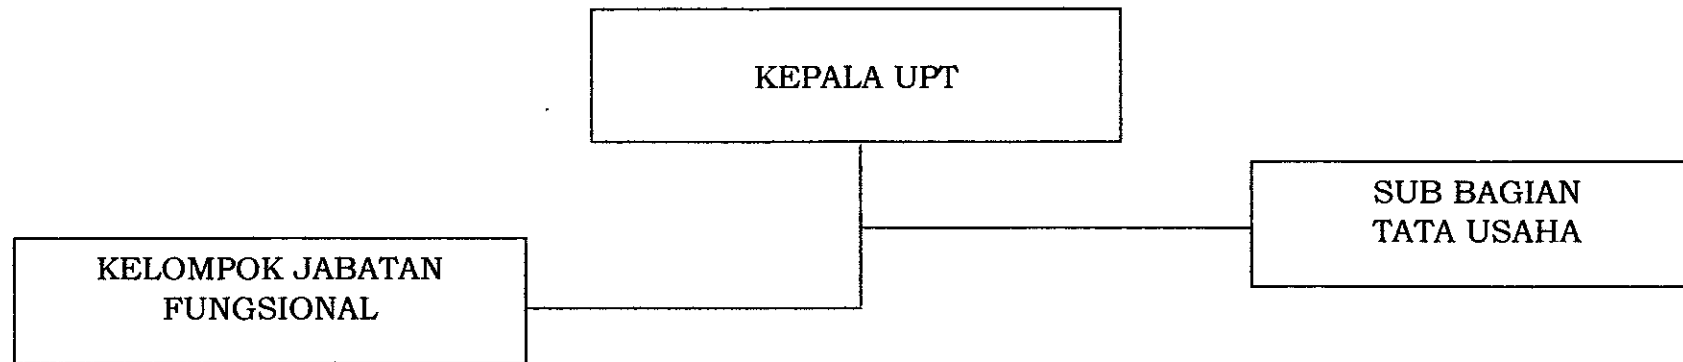 KEPALA UPT
SUB BAGIAN
TATA USAHA
KELOMPOK JABATAN
FUNGSIONAL